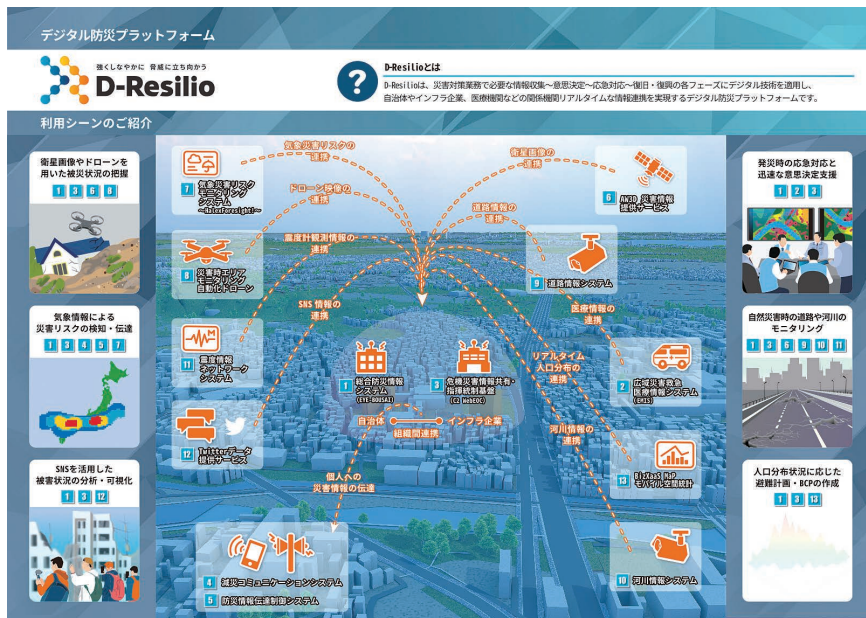 デジタル防災プラットフォーム
強くしなやかに 脅威に立ち向かう
D-Resilio
?
D-Resilioとは
D-Resilioは、災害対策業務で必要な情報収集～意思決定～応急対応～復旧・復興の各フェーズにデジタル技術を適用し、
自治体やインフラ企業、医療機関などの関係機関リアルタイムな情報連携を実現するデジタル防災プラットフォームです。
利用シーンのご紹介
衛星画像やドローンを
用いた被災状況の把握
1 3 6 8
気象情報による
災害リスクの検知・伝達
1 3 4 5 7
SNSを活用した
被害状況の分析・可視化
1 3 12
7 気象災害リスク
モニタリング
システム
～HalexForesight!～
8 災害時エリア
モニタリング
自動化ドローン
M
11 震度情報
ネットワーク
システム
12 Twitterデータ
提供サービス
4 減災コミュニケーションシステム
5 防災情報伝達制御システム
気象災害リスクの
連携
ドローン映像の
連携
震度計観測情報の
連携
SNS情報の
連携
衛星画像の
連携
道路情報の
連携
医療情報の
連携
リアルタイム
人口分布の
連携
河川情報の
連携
1 総合防災情報
システム
(EYE-BOUSAI)
3 危機災害情報共有・
指揮統制基盤
(C2 WebEOC)
自治体
インフラ企業
組織間連携
個人への
災害情報の伝達
6 AW3D 災害情報
提供サービス
9 道路情報システム
2 広域災害救急
医療情報システム
(EMIS)
13 BizXaaS MaP
モバイル空間統計
10 河川情報システム
発災時の応急対応と
迅速な意思決定支援
1 2 3
自然災害時の道路や河川の
モニタリング
1 3 6 9 10 11
人口分布状況に応じた
避難計画・BCPの作成
1 3 13